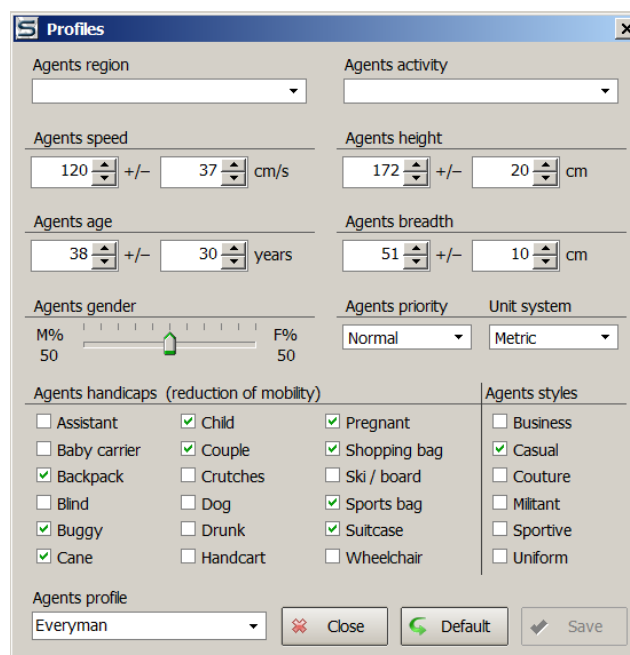 Profiles
Agents region Agents activity
Agents speed Agents height
120 +/− 37 cm/s 172 +/− 20 cm
Agents age Agents breadth
38 +/− 30 years 51 +/− 10 cm
Agents gender Agents priority Unit system
M% F% Normal Metric
50 50
Agents handicaps (reduction of mobility) Agents styles
Assistant Child Pregnant Business
Baby carrier Couple Shopping bag Casual
Backpack Crutches Ski / board Couture
Blind Dog Sports bag Militant
Buggy Drunk Suitcase Sportive
Cane Handcart Wheelchair Uniform
Agents profile
Everyman Close Default Save